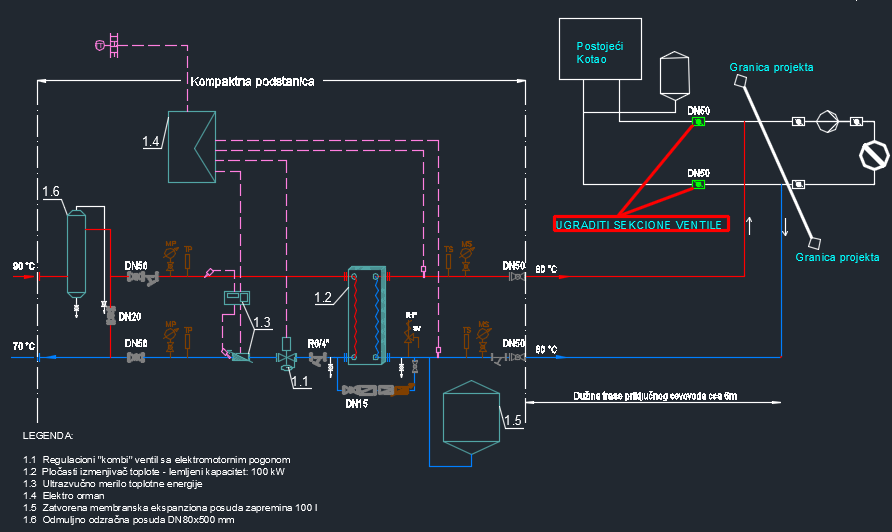 TT
Kompaktna podstanica
1.4
1.6
Postojeći
Kotao
Granica projekta
DN50
DN50
UGRADITI SEKCIONE VENTILE
Granica projekta
90 °C
DN50
MP
TP
TS
MS
DN50
80 °C
1.2
DN20
1.3
70 °C
DN50
MP
TP
R6/4"
1.1
TS
MS
DN50
60 °C
DN15
1.5
Dužina trase priključnog cevovoda cca 6m
LEGENDA:
1.1 Regulacioni "kombi" ventil sa elektromotornim pogonom
1.2 Pločasti izmenjivač toplote - lemljeni kapacitet: 100 kW
1.3 Ultrazvučno merilo toplotne energije
1.4 Elektro orman
1.5 Zatvorena membranska ekspanziona posuda zapremina 100 l
1.6 Odmuljno odzračna posuda DN80x500 mm